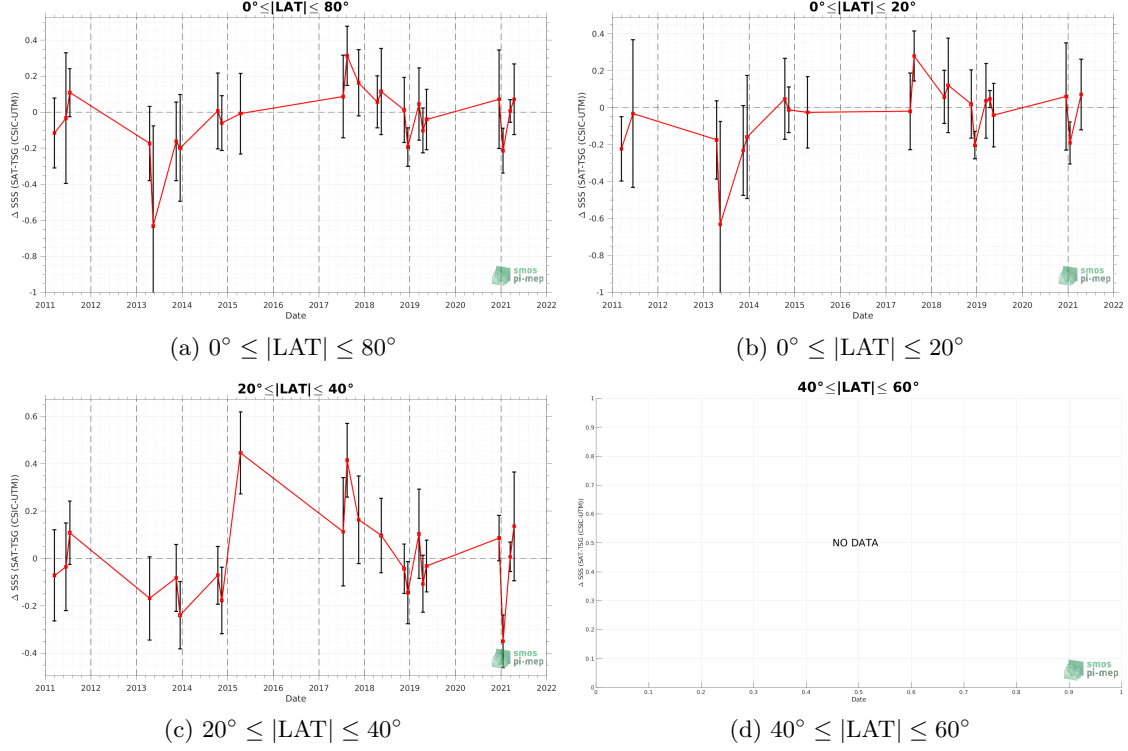 0°≤|LAT|≤ 80°
Δ SSS (SAT-TSG (CSIC-UTM))
0.4
0.2
0
-0.2
-0.4
-0.6
-0.8
-1
2011 2012 2013 2014 2015 2016 2017 2018 2019 2020 2021 2022
Date
smos
pi-mep
(a) 0° ≤ |LAT| ≤ 80°
0°≤|LAT|≤ 20°
Δ SSS (SAT-TSG (CSIC-UTM))
0.4
0.2
0
-0.2
-0.4
-0.6
-0.8
-1
2011 2012 2013 2014 2015 2016 2017 2018 2019 2020 2021 2022
Date
smos
pi-mep
(b) 0° ≤ |LAT| ≤ 20°
20°≤|LAT|≤ 40°
Δ SSS (SAT-TSG (CSIC-UTM))
0.6
0.4
0.2
0
-0.2
-0.4
2011 2012 2013 2014 2015 2016 2017 2018 2019 2020 2021 2022
Date
smos
pi-mep
(c) 20° ≤ |LAT| ≤ 40°
40°≤|LAT|≤ 60°
Δ SSS (SAT-TSG (CSIC-UTM))
1
0.9
0.8
0.7
0.6
0.5
0.4
0.3
0.2
0.1
0
NO DATA
0 0.1 0.2 0.3 0.4 0.5 0.6 0.7 0.8 0.9 1
Date
smos
pi-mep
(d) 40° ≤ |LAT| ≤ 60°